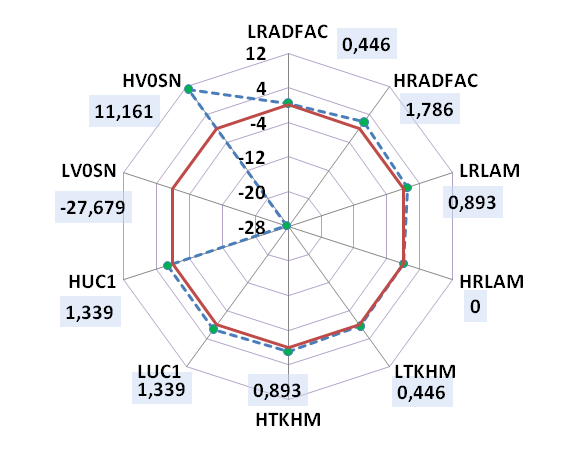 LRADFAC
0,446
12
4
-4
-12
-20
-28
HRADFAC
1,786
LRLAM
0,893
HRLAM
0
LTKHM
0,446
0,893
HTKHM
LUC1
1,339
HUC1
1,339
LV0SN
-27,679
HV0SN
11,161